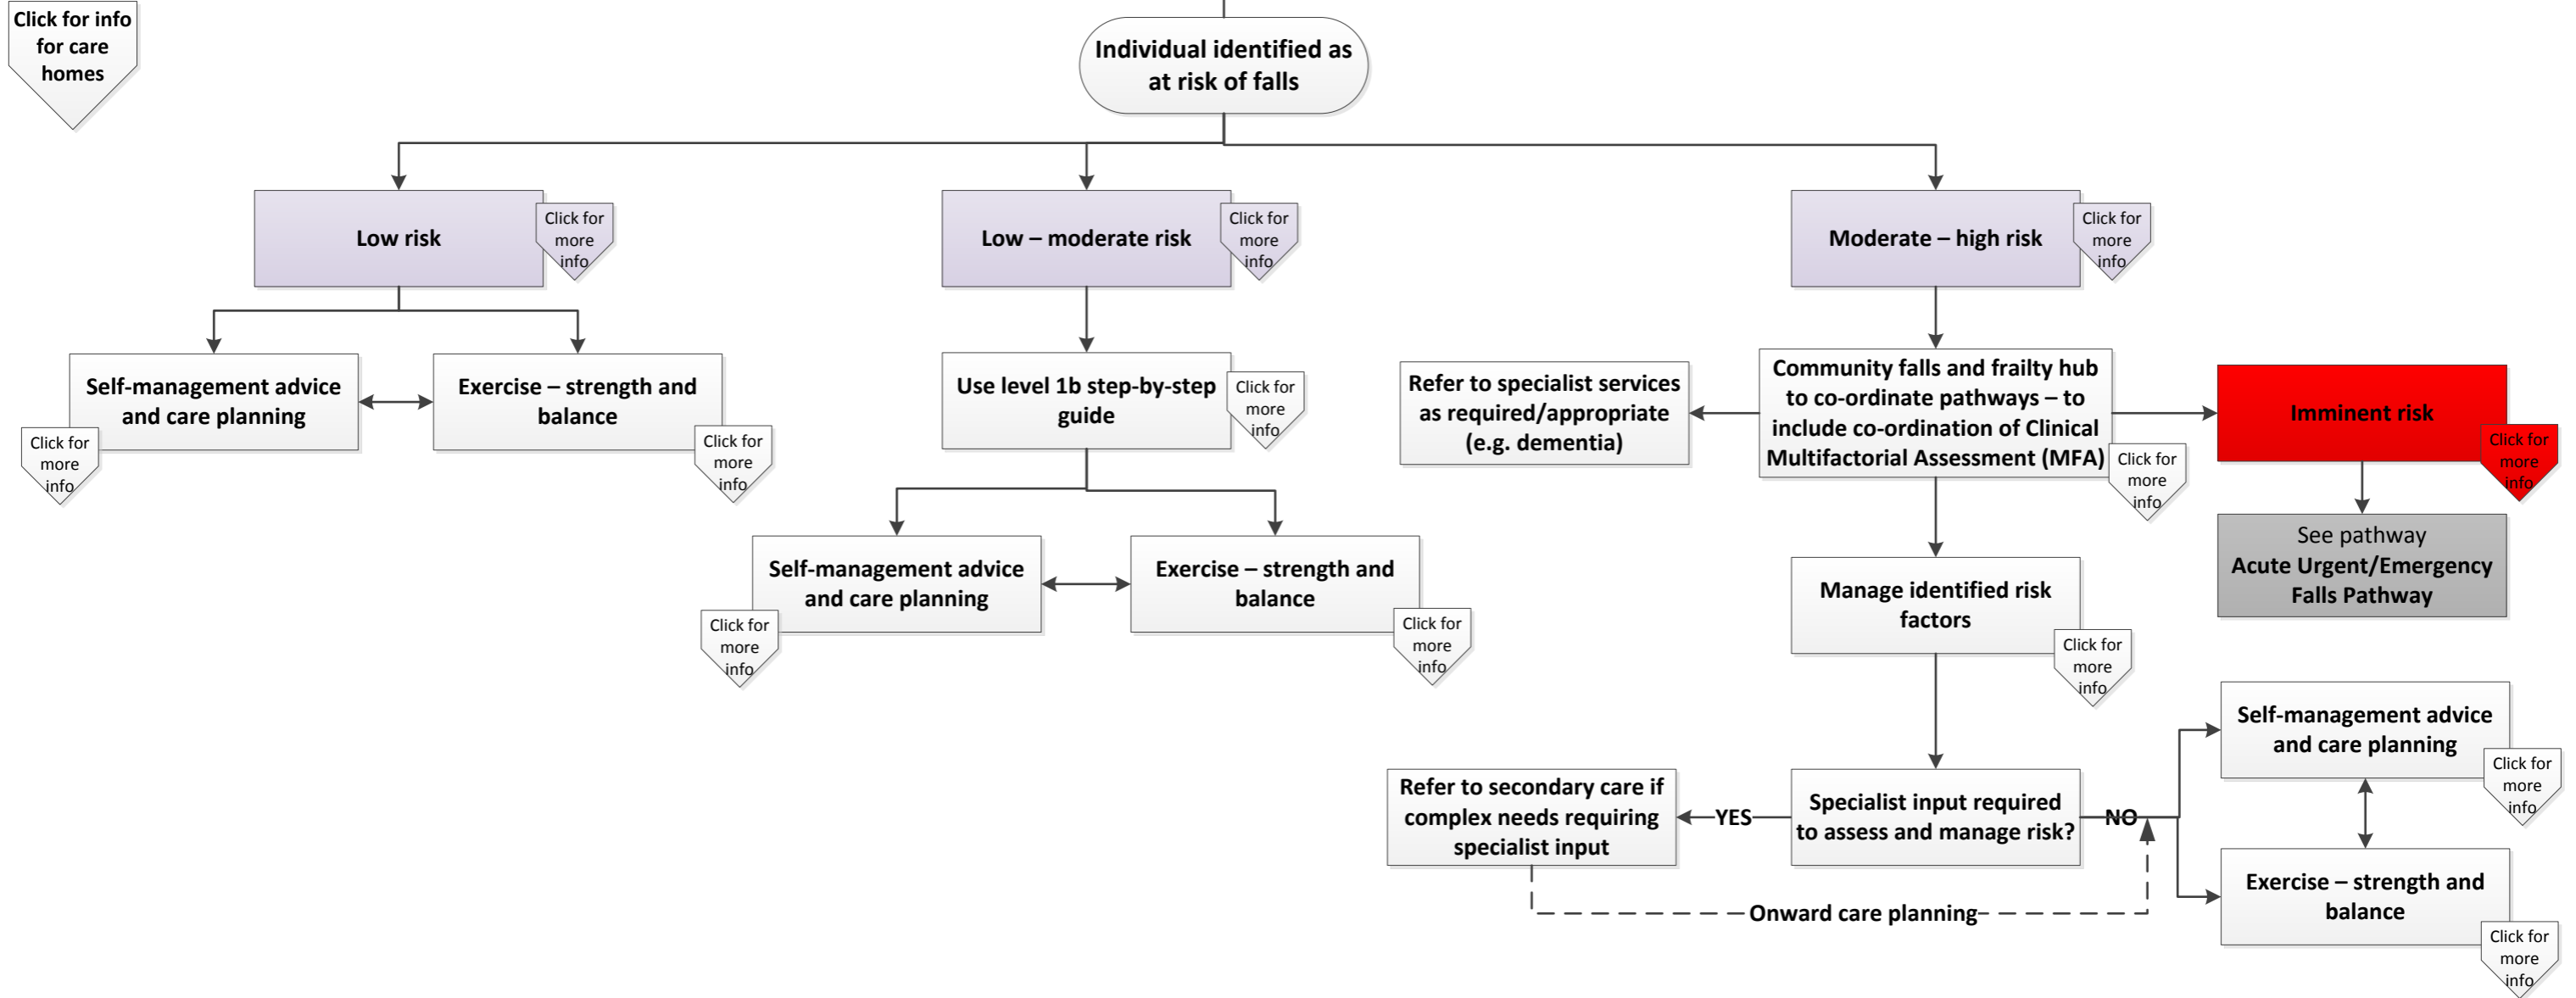 Click for info
for care
homes
Individual identified as
at risk of falls
Low risk
Click for
more
info
Low – moderate risk
Click for
more
info
Moderate – high risk
Click for
more
info
Self-management advice
and care planning
Click for
more
info
Exercise – strength and
balance
Click for
more
info
Use level 1b step-by-step
guide
Click for
more
info
Refer to specialist services
as required/appropriate
(e.g. dementia)
Community falls and frailty hub
to co-ordinate pathways – to
include co-ordination of Clinical
Multifactorial Assessment (MFA)
Click for
more
info
Imminent risk
Click for
more
info
See pathway
Acute Urgent/Emergency
Falls Pathway
Self-management advice
and care planning
Click for
more
info
Exercise – strength and
balance
Click for
more
info
Manage identified risk
factors
Click for
more
info
Refer to secondary care if
complex needs requiring
specialist input
YES
Specialist input required
to assess and manage risk?
NO
Self-management advice
and care planning
Click for
more
info
Exercise – strength and
balance
Click for
more
info
Onward care planning